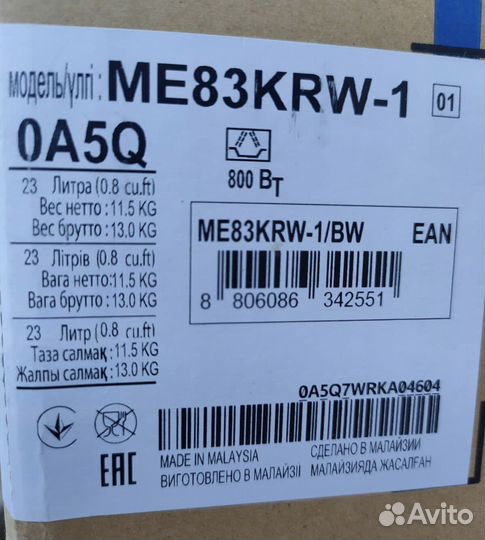 модель/үлгі : ME83KRW-1 01
0A5Q
800 Вт
23 Литра (0.8 cu.ft)
Вес нетто : 11.5 KG
Вес брутто : 13.0 KG
23 Літрів (0.8 cu.ft)
Вага нетто : 11.5 KG
Вага брутто : 13.0 KG
23 Литр (0.8 cu.ft)
Таза салмақ : 11.5 KG
Жалпы салмақ : 13.0 KG
ME83KRW-1/BW EAN
8 806086 342551
0A5Q7WRKA04604
EAC
MADE IN MALAYSIA СДЕЛАНО В МАЛАЙЗИИ
ВИГОТОВЛЕНО В МАЛАЙЗІЇ МАЛАЙЗИЯДА ЖАСАЛҒАН
Avito